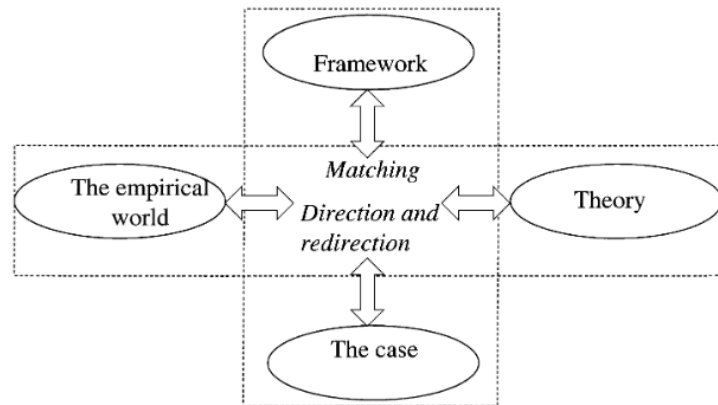 Framework
Matching
The empirical
world
Theory
Direction and
redirection
The case